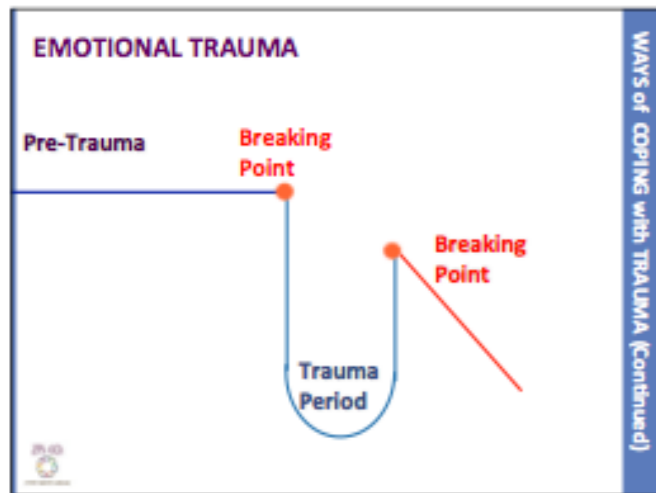 EMOTIONAL TRAUMA
Pre-Trauma
Breaking
Point
Breaking
Point
Trauma
Period
WAYS of COPING with TRAUMA (Continued)